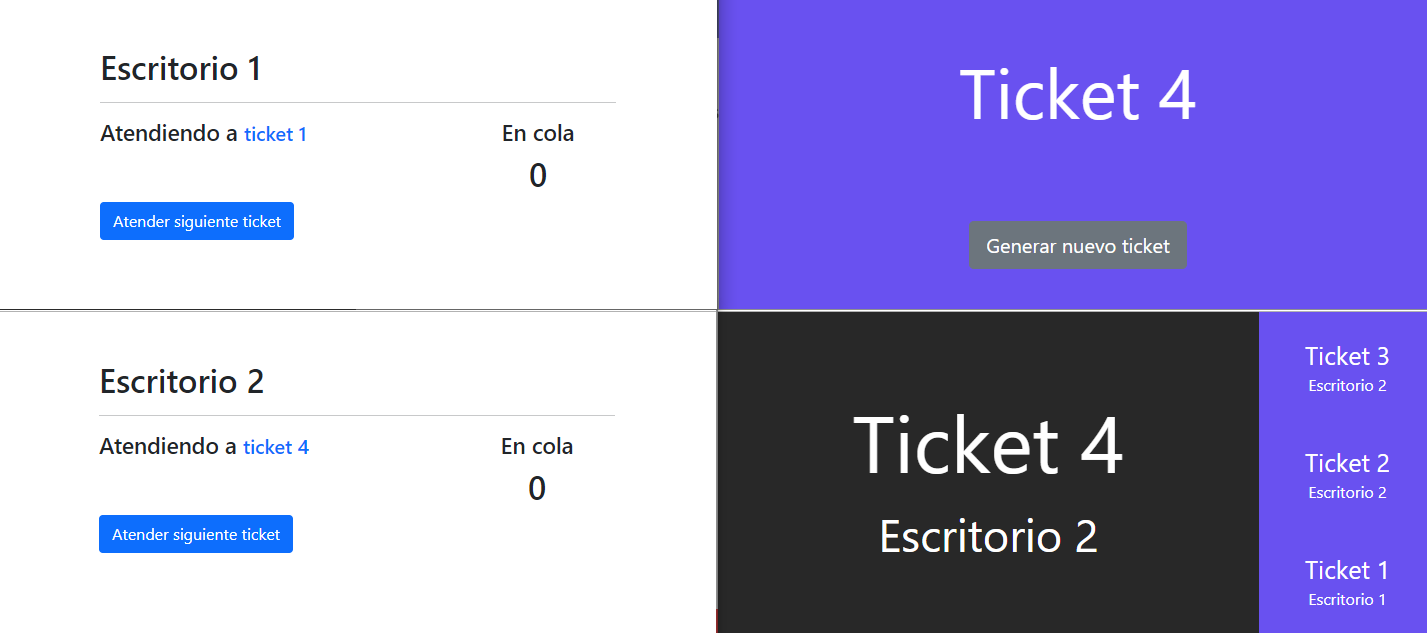 Escritorio 1
Atendiendo a ticket 1
En cola
0
Atender siguiente ticket
Ticket 4
Generar nuevo ticket
Escritorio 2
Atendiendo a ticket 4
En cola
0
Atender siguiente ticket
Ticket 4
Escritorio 2
Ticket 3
Escritorio 2
Ticket 2
Escritorio 2
Ticket 1
Escritorio 1